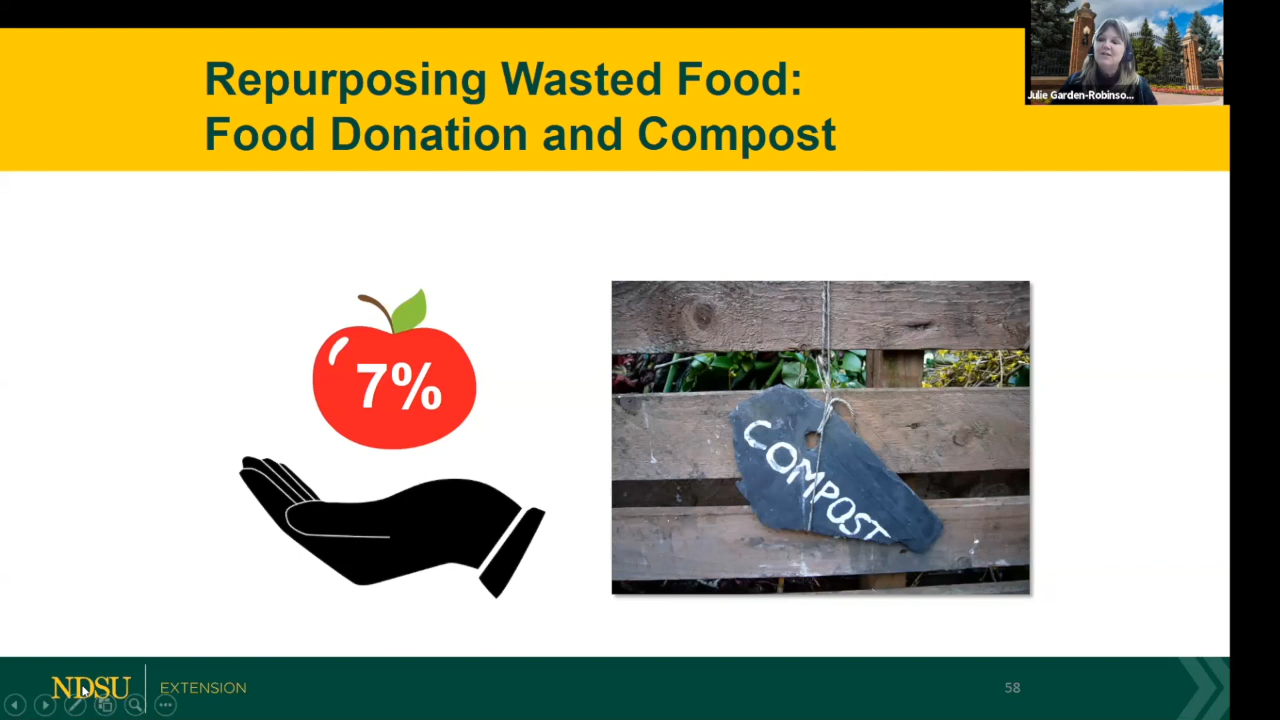 Repurposing Wasted Food:
Food Donation and Compost
Julie Garden-Robinso...
7%
COMPOST
NDSU
EXTENSION
58